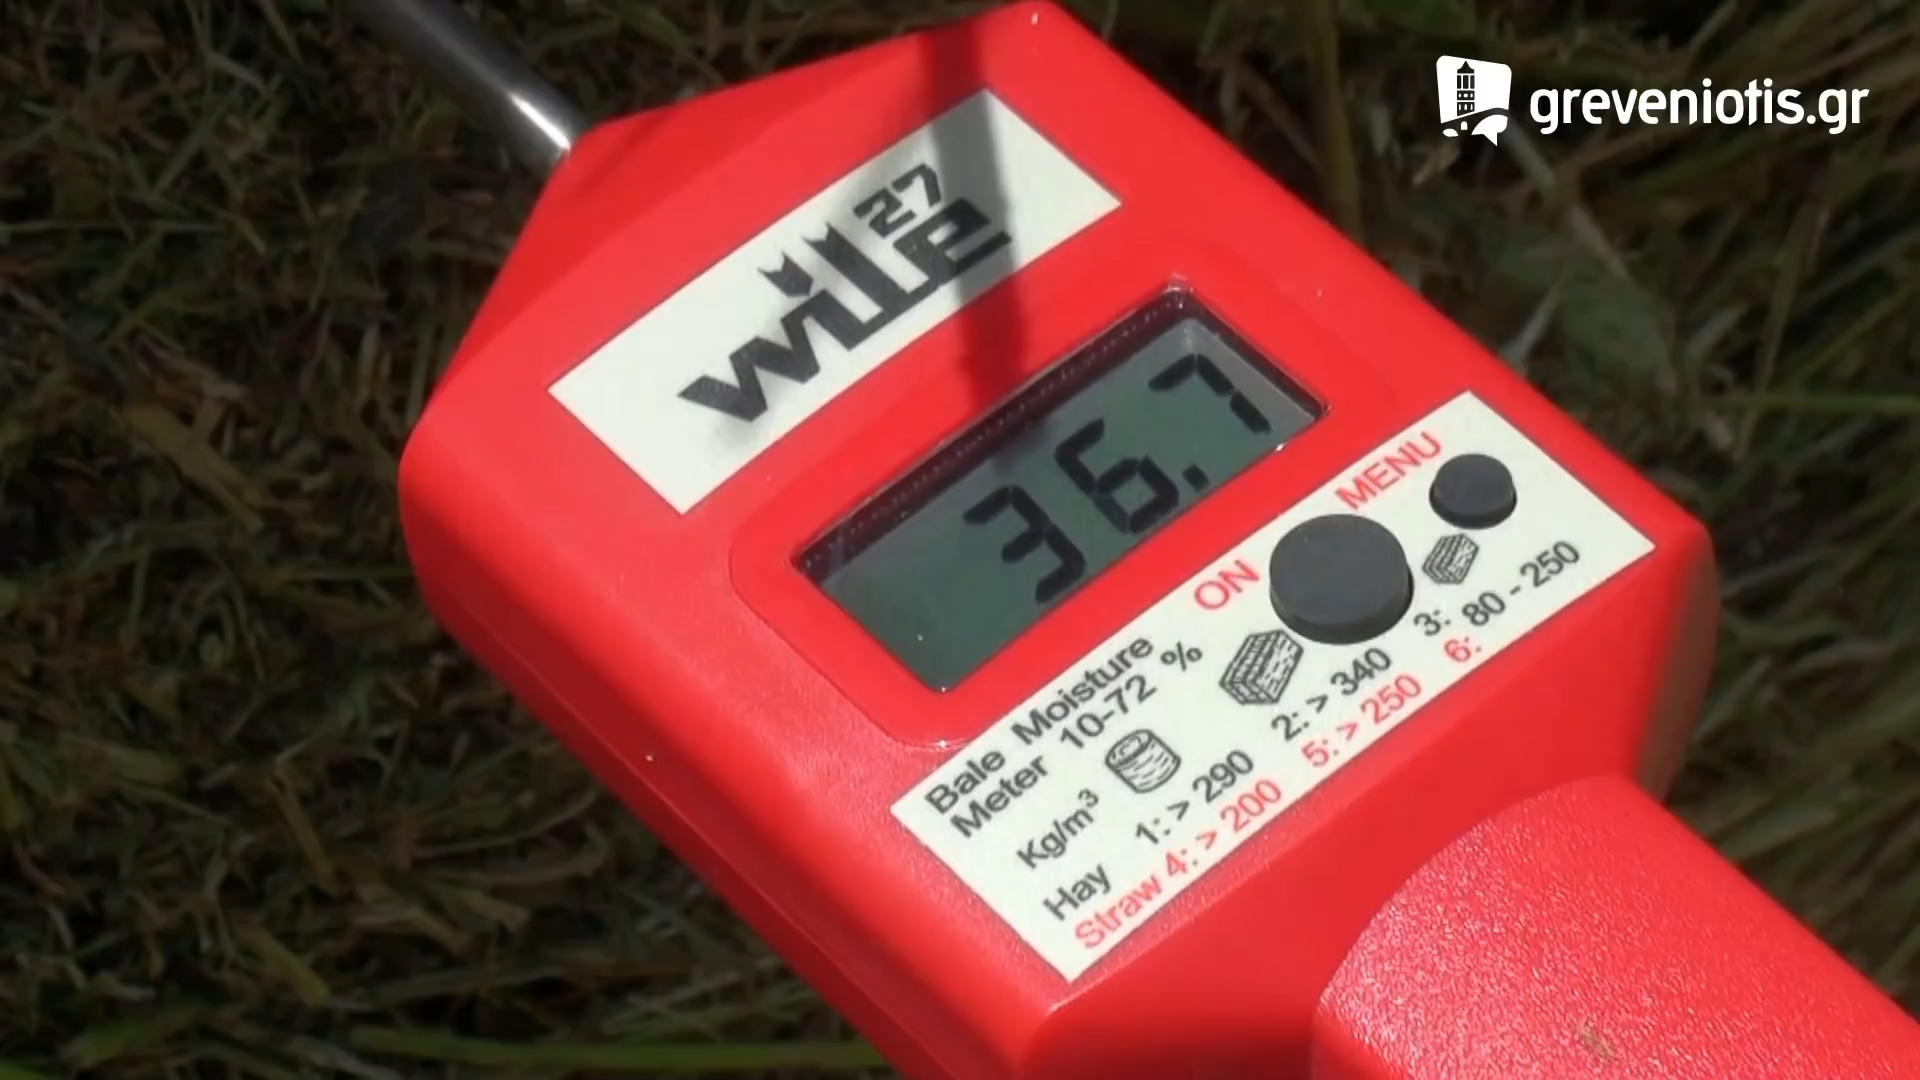 greveniotis.gr
27
wille
36.7
MENU
ON
Bale Moisture
Meter 10-72 %
Kg/m³
Hay 1: > 290 2: > 340 3: 80 - 250
Straw 4: > 200 5: > 250 6: